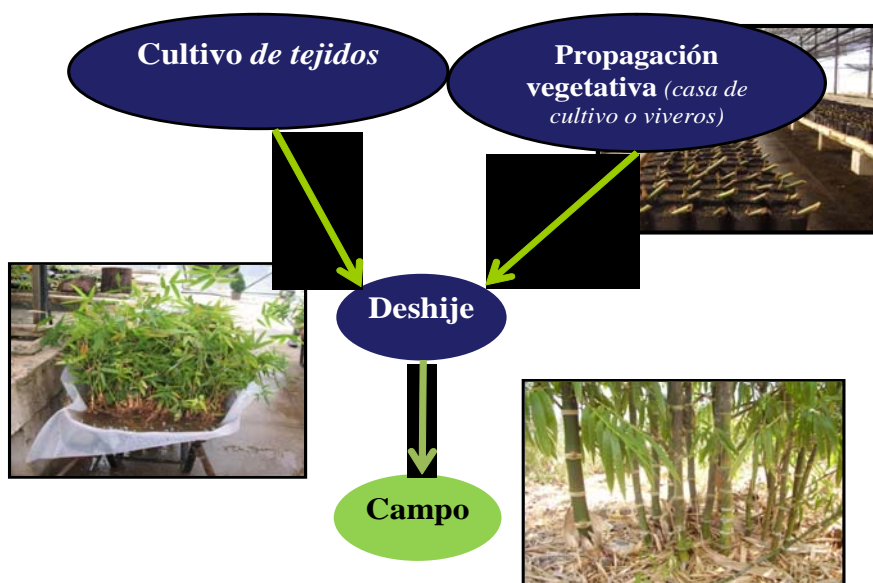 Cultivo de tejidos
Propagación
vegetativa (casa de
cultivo o viveros)
Deshije
Campo